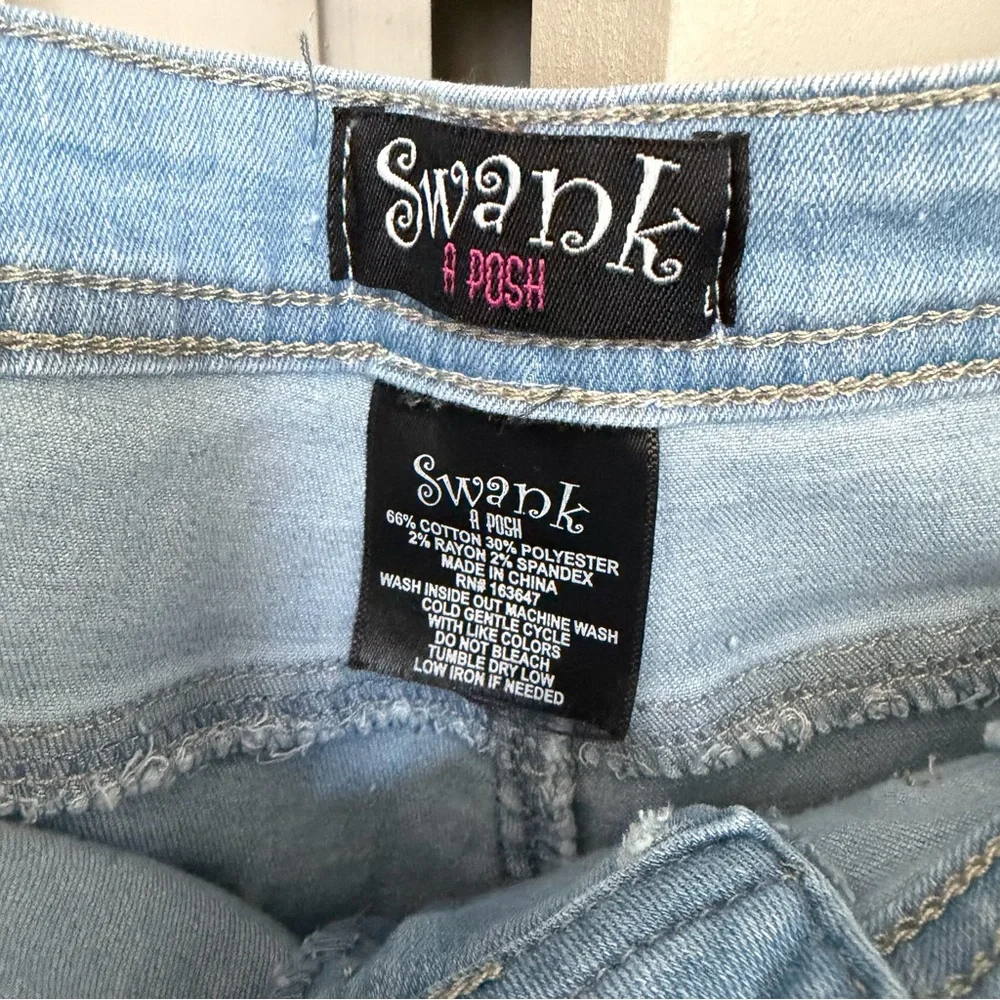 Swank
A POSH
Swank
A POSH
66% COTTON 30% POLYESTER
2% RAYON 2% SPANDEX
MADE IN CHINA
RN# 163647
WASH INSIDE OUT MACHINE WASH
COLD GENTLE CYCLE
WITH LIKE COLORS
DO NOT BLEACH
TUMBLE DRY LOW
LOW IRON IF NEEDED